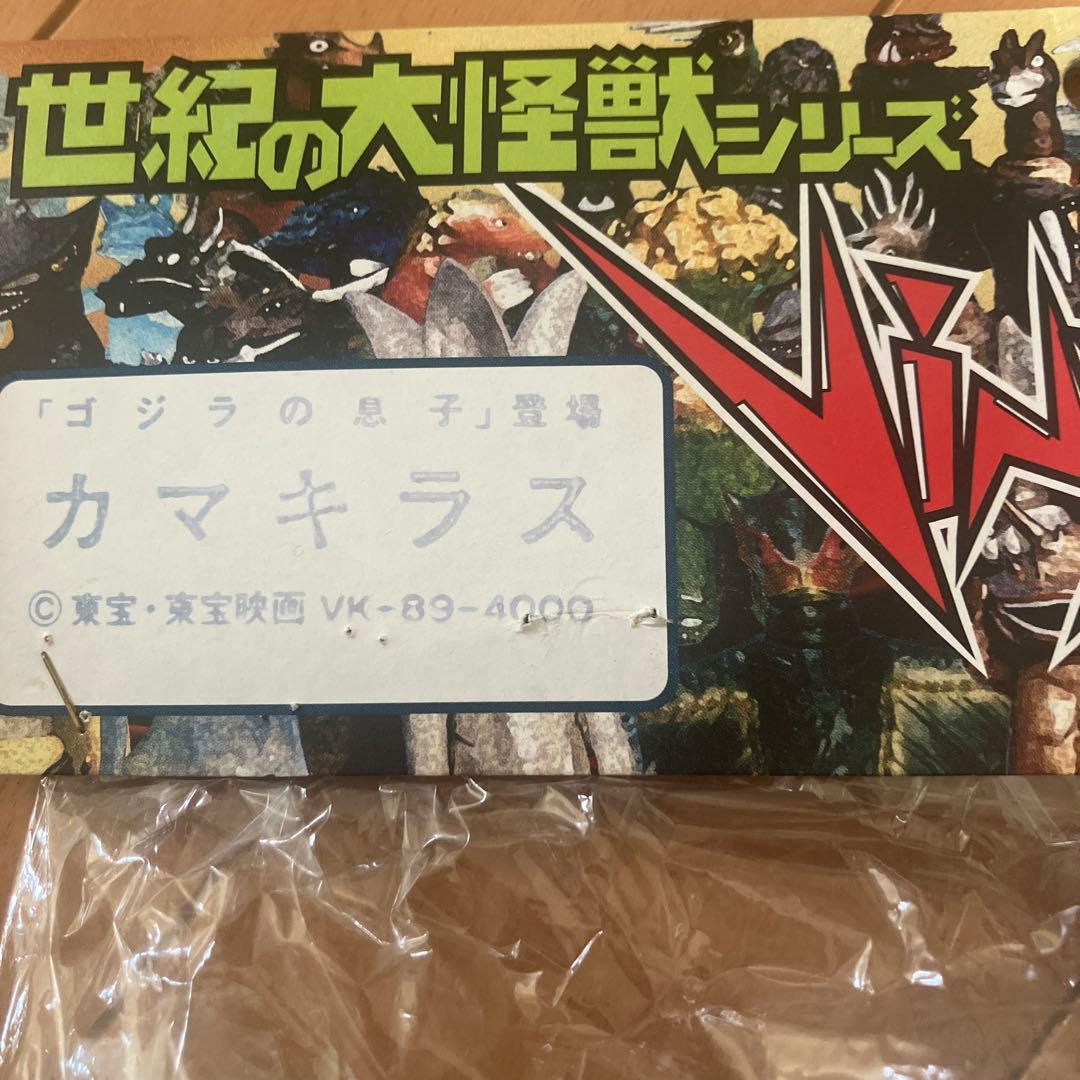 世紀の大怪獣シリーズ
「ゴジラの息子」登場
カマキラス
©東宝・東宝映画 VK-89-4000